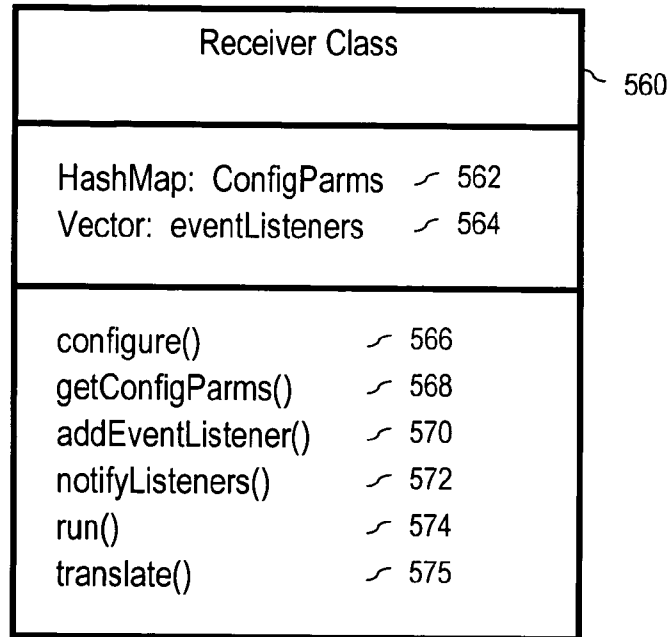 Receiver Class
560
HashMap: ConfigParms 562
Vector: eventListeners 564
configure() 566
getConfigParms() 568
addEventListener() 570
notifyListeners() 572
run() 574
translate() 575